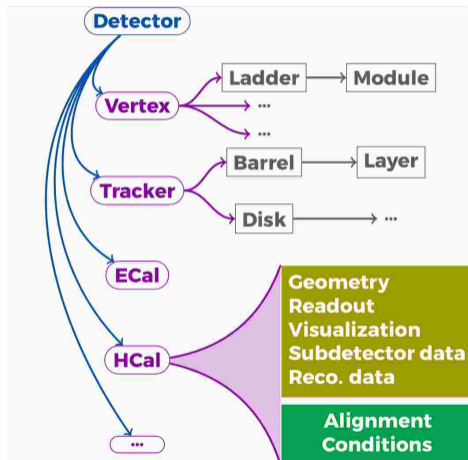 Detector
Ladder
Module
Vertex
...
...
Barrel
Layer
Tracker
Disk
...
ECal
Geometry
Readout
Visualization
HCal
Subdetector data
Reco. data
Alignment
Conditions
...